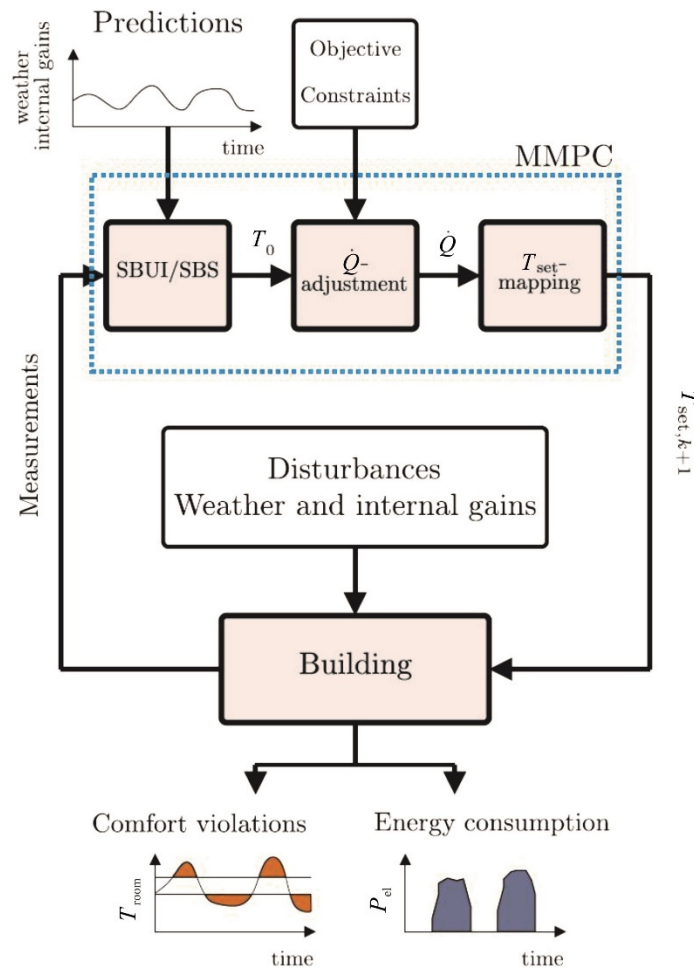 Predictions
weather
internal gains
time
Objective
Constraints
MMPC
SBUI/SBS
T0
Q̇-
adjustment
Q̇
Tset-
mapping
Measurements
Tset,k+1
Disturbances
Weather and internal gains
Building
Comfort violations
Troom
time
Energy consumption
Pel
time